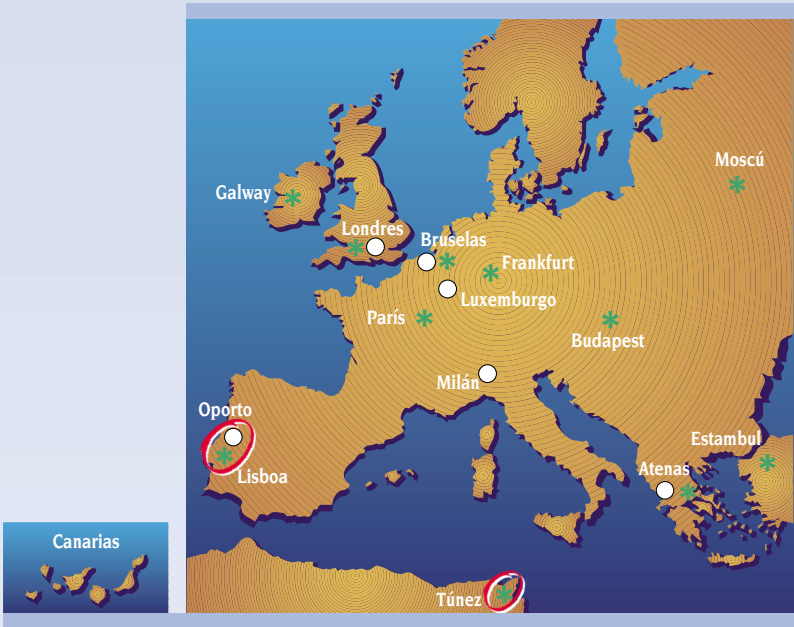 Moscú
Galway
Londres
Bruselas
Frankfurt
Luxemburgo
París
Budapest
Milán
Oporto
Estambul
Atenas
Lisboa
Canarias
Túnez